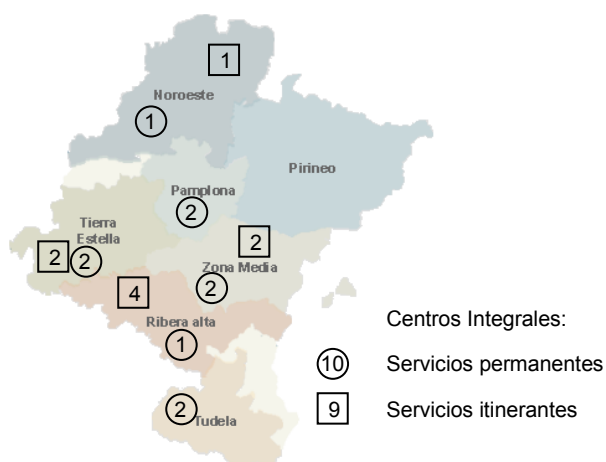 1
Noroeste
1
Pirineo
Pamplona
2
Tierra
Estella
2
2
2
Zona Media
2
4
Ribera alta
1
2
Tudela
Centros Integrales:
10 Servicios permanentes
9 Servicios itinerantes